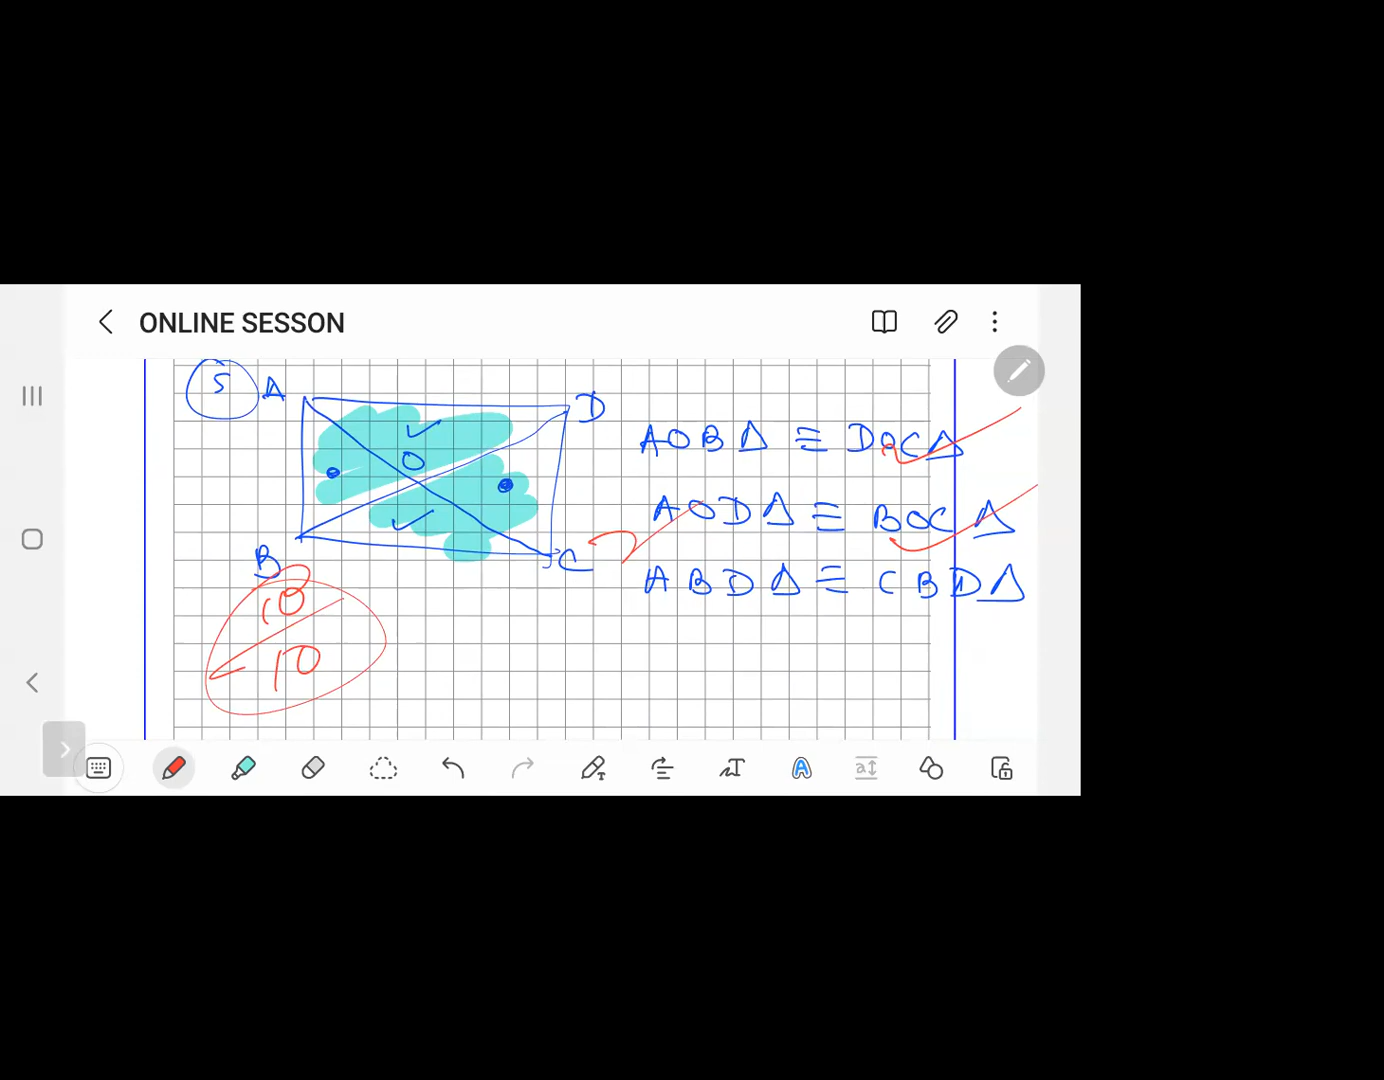 ONLINE SESSON
5
A
D
O
B
C
AOB Δ ≡ DOC Δ
AOD Δ ≡ BOC Δ
ABD Δ ≡ CBD Δ
10
10